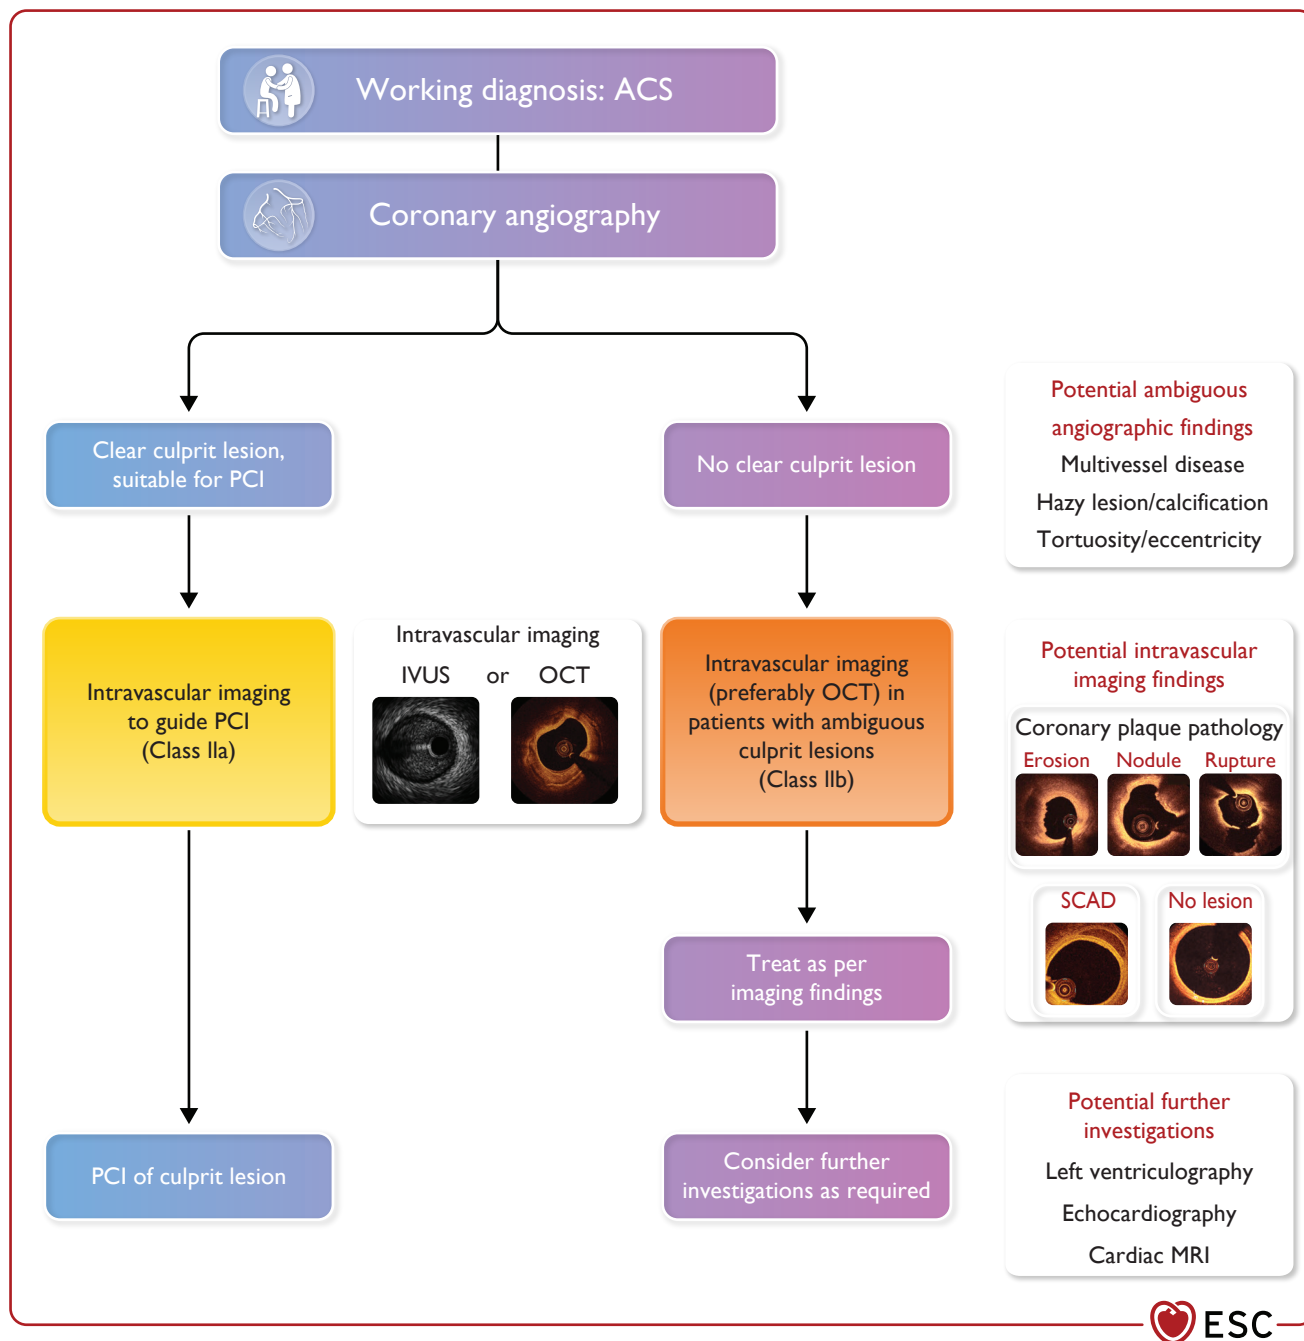 Working diagnosis: ACS
Coronary angiography
Clear culprit lesion,
suitable for PCI
No clear culprit lesion
Potential ambiguous
angiographic findings
Multivessel disease
Hazy lesion/calcification
Tortuosity/eccentricity
Intravascular imaging
to guide PCI
(Class IIa)
Intravascular imaging
IVUS or OCT
Intravascular imaging
(preferably OCT) in
patients with ambiguous
culprit lesions
(Class IIb)
Potential intravascular
imaging findings
Coronary plaque pathology
Erosion Nodule Rupture
SCAD No lesion
Treat as per
imaging findings
PCI of culprit lesion
Consider further
investigations as required
Potential further
investigations
Left ventriculography
Echocardiography
Cardiac MRI
ESC